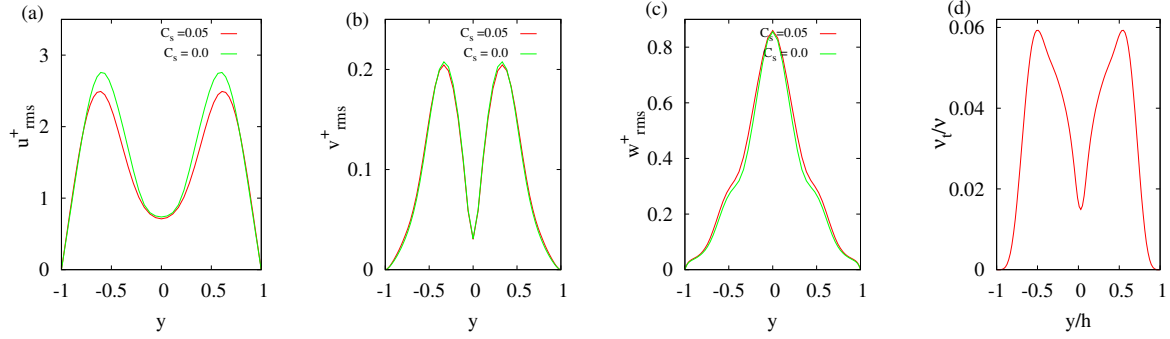 (a)
C_s =0.05
C_s = 0.0
u^+_rms
3
2
1
0
-1 -0.5 0 0.5 1
y
(b)
C_s =0.05
C_s = 0.0
v^+_rms
0.2
0.1
0
-1 -0.5 0 0.5 1
y
(c)
C_s =0.05
C_s = 0.0
w^+_rms
0.8
0.6
0.4
0.2
0
-1 -0.5 0 0.5 1
y
(d)
ν_t/ν
0.06
0.04
0.02
0
-1 -0.5 0 0.5 1
y/h